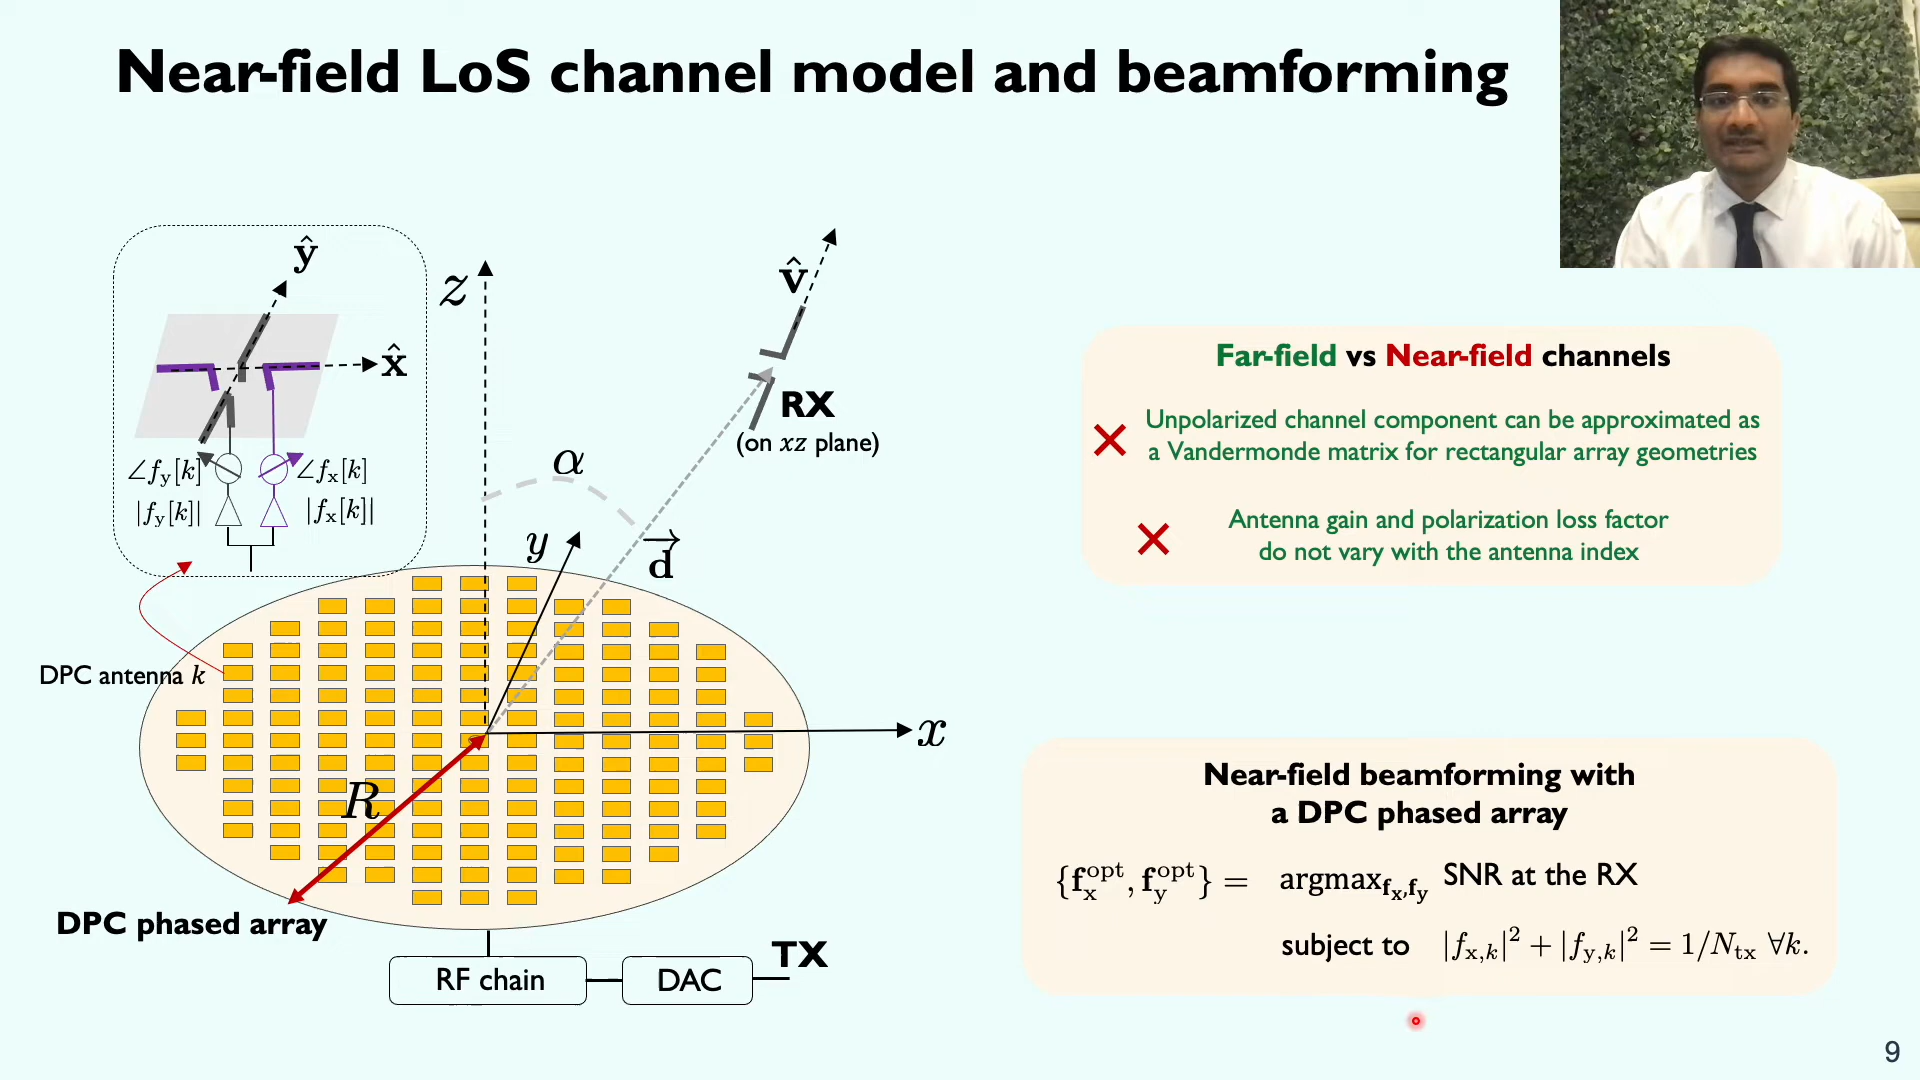 Near-field LoS channel model and beamforming
ŷ
x̂
∠f_y[k]
∠f_x[k]
|f_y[k]|
|f_x[k]|
z
v̂
RX
(on xz plane)
α
y
d⃗
DPC antenna k
x
R
DPC phased array
RF chain
DAC
TX
Far-field vs Near-field channels
Unpolarized channel component can be approximated as
a Vandermonde matrix for rectangular array geometries
Antenna gain and polarization loss factor
do not vary with the antenna index
Near-field beamforming with
a DPC phased array
{f_x^opt, f_y^opt} = argmax_{f_x,f_y} SNR at the RX
subject to |f_{x,k}|² + |f_{y,k}|² = 1/N_tx ∀k.
9